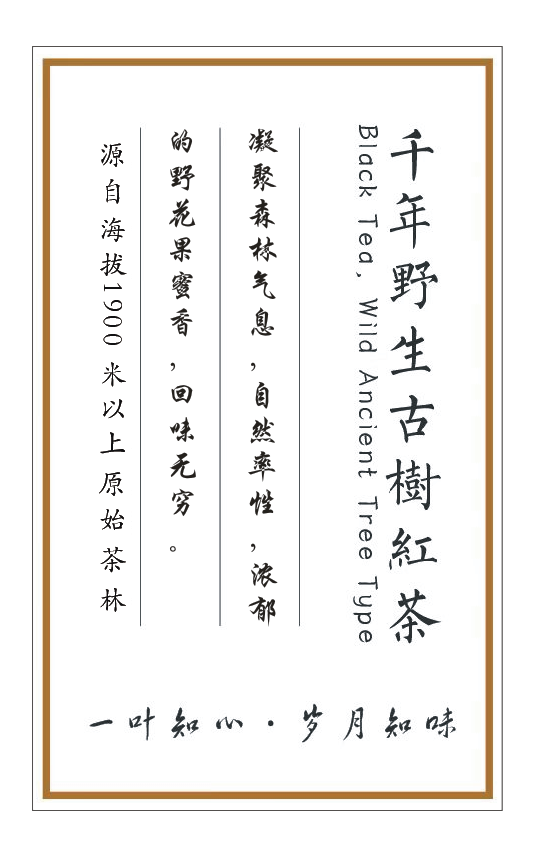 千年野生古樹紅茶
Black Tea, Wild Ancient Tree Type
凝聚森林气息,自然率性,浓郁
的野花果蜜香,回味无穷。
源自海拔1900米以上原始茶林
一叶知心·岁月知味